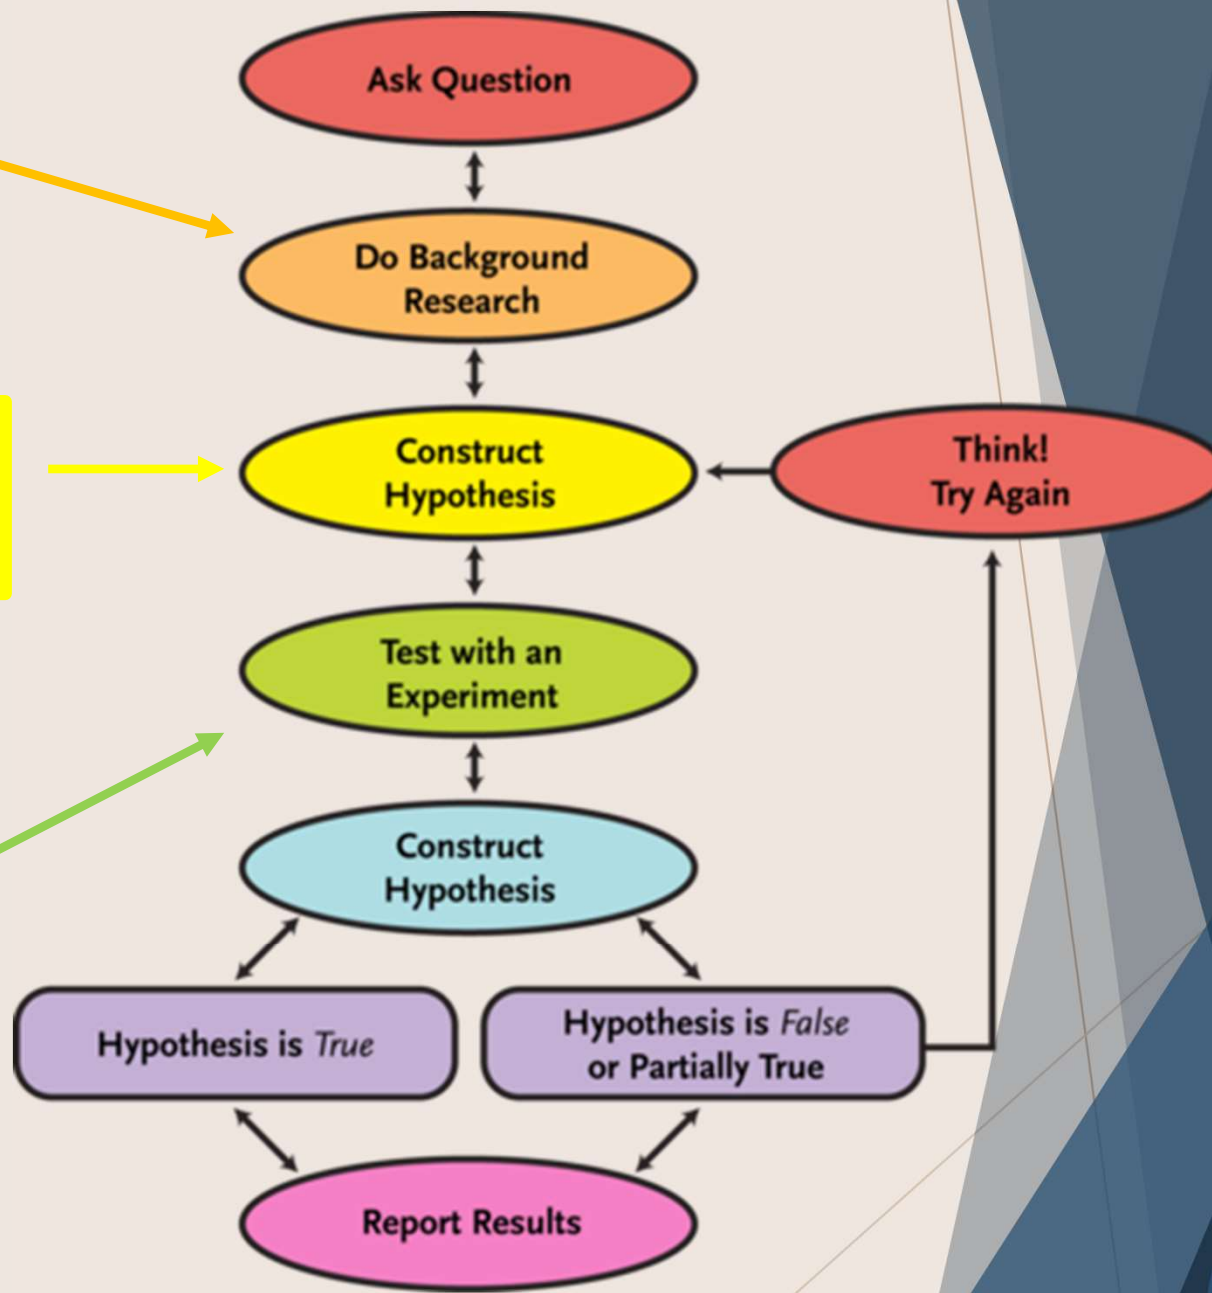 Ask Question
Do Background
Research
Construct
Hypothesis
Think!
Try Again
Test with an
Experiment
Construct
Hypothesis
Hypothesis is True
Hypothesis is False
or Partially True
Report Results